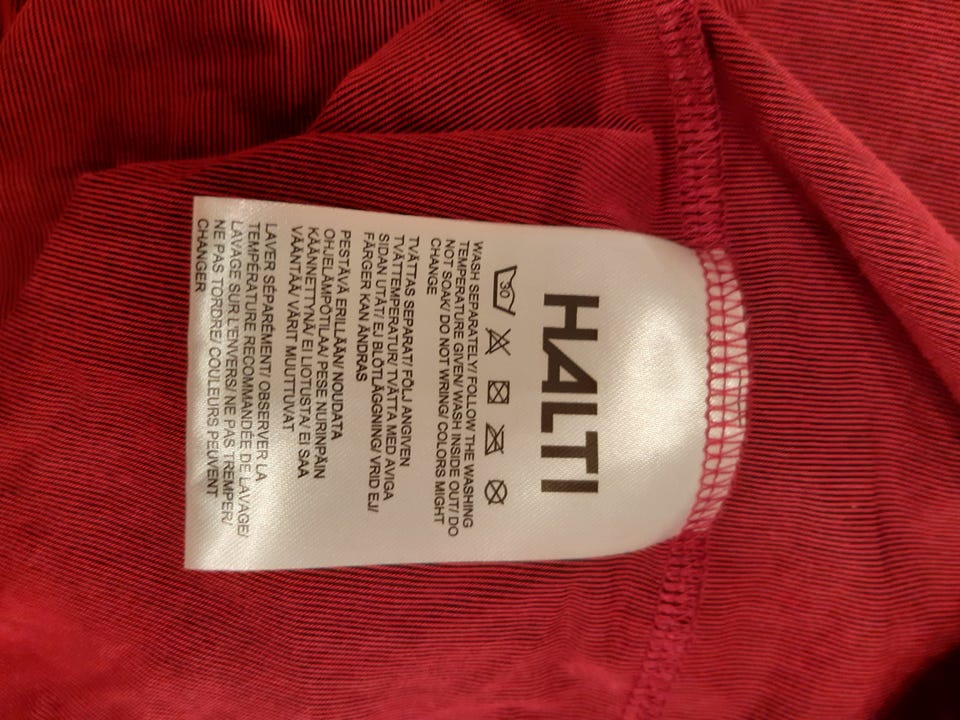 HALTI
30
WASH SEPARATELY/ FOLLOW THE WASHING
TEMPERATURE GIVEN/ WASH INSIDE OUT/ DO
NOT SOAK/ DO NOT WRING/ COLORS MIGHT
CHANGE
TVÄTTAS SEPARAT/ FÖLJ ANGIVEN
TVÄTTEMPERATUR/ TVÄTTA MED AVIGA
SIDAN UTÅT/ EJ BLÖTLÄGGNING/ VRID EJ/
FÄRGER KAN ÄNDRAS
PESTÄVÄ ERILLÄÄN/ NOUDATA
OHJELÄMPÖTILAA/ PESE NURINPÄIN
KÄÄNNETTYNÄ/ EI LIOTUSTA/ EI SAA
VÄÄNTÄÄ/ VÄRIT MUUTTUVAT
LAVER SÉPARÉMENT/ OBSERVER LA
TEMPÉRATURE RECOMMANDÉE DE LAVAGE/
LAVAGE SUR L'ENVERS/ NE PAS TREMPER/
NE PAS TORDRE/ COULEURS PEUVENT
CHANGER